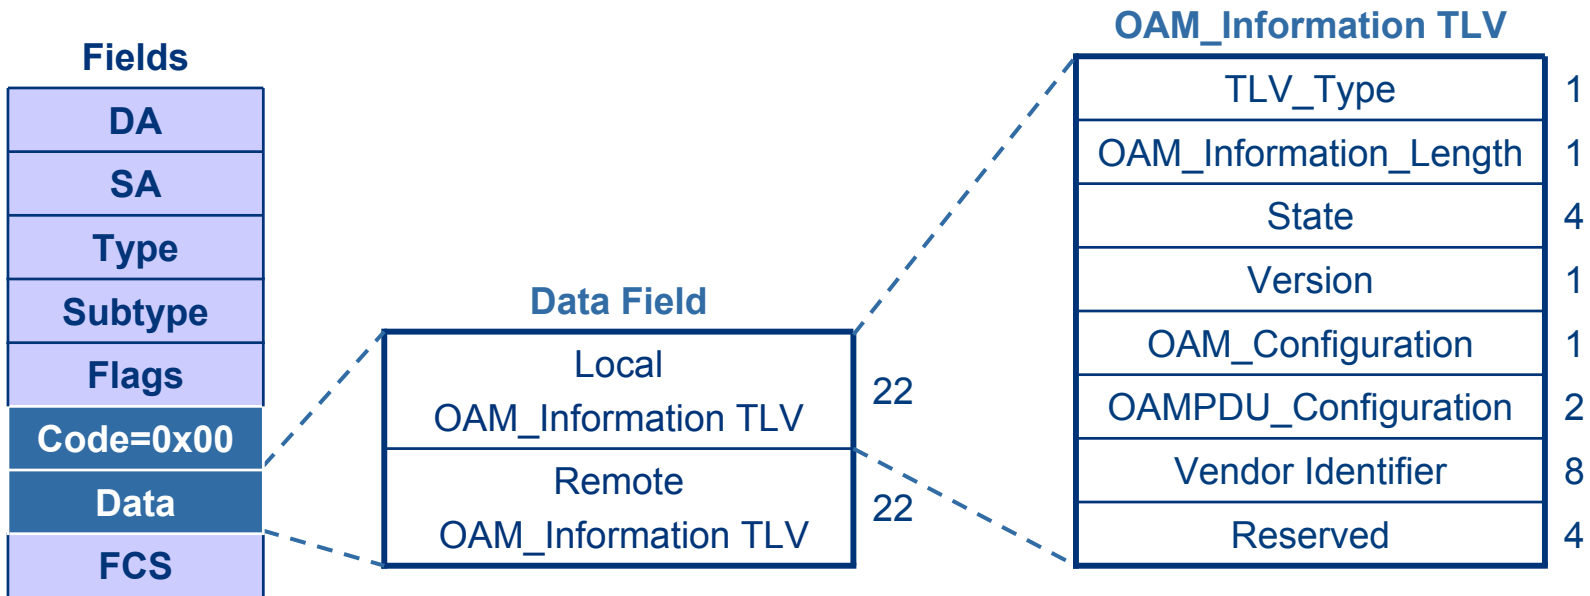 Fields
DA
SA
Type
Subtype
Flags
Code=0x00
Data
FCS
Data Field
Local
OAM_Information TLV
22
Remote
OAM_Information TLV
22
OAM_Information TLV
TLV_Type 1
OAM_Information_Length 1
State 4
Version 1
OAM_Configuration 1
OAMPDU_Configuration 2
Vendor Identifier 8
Reserved 4